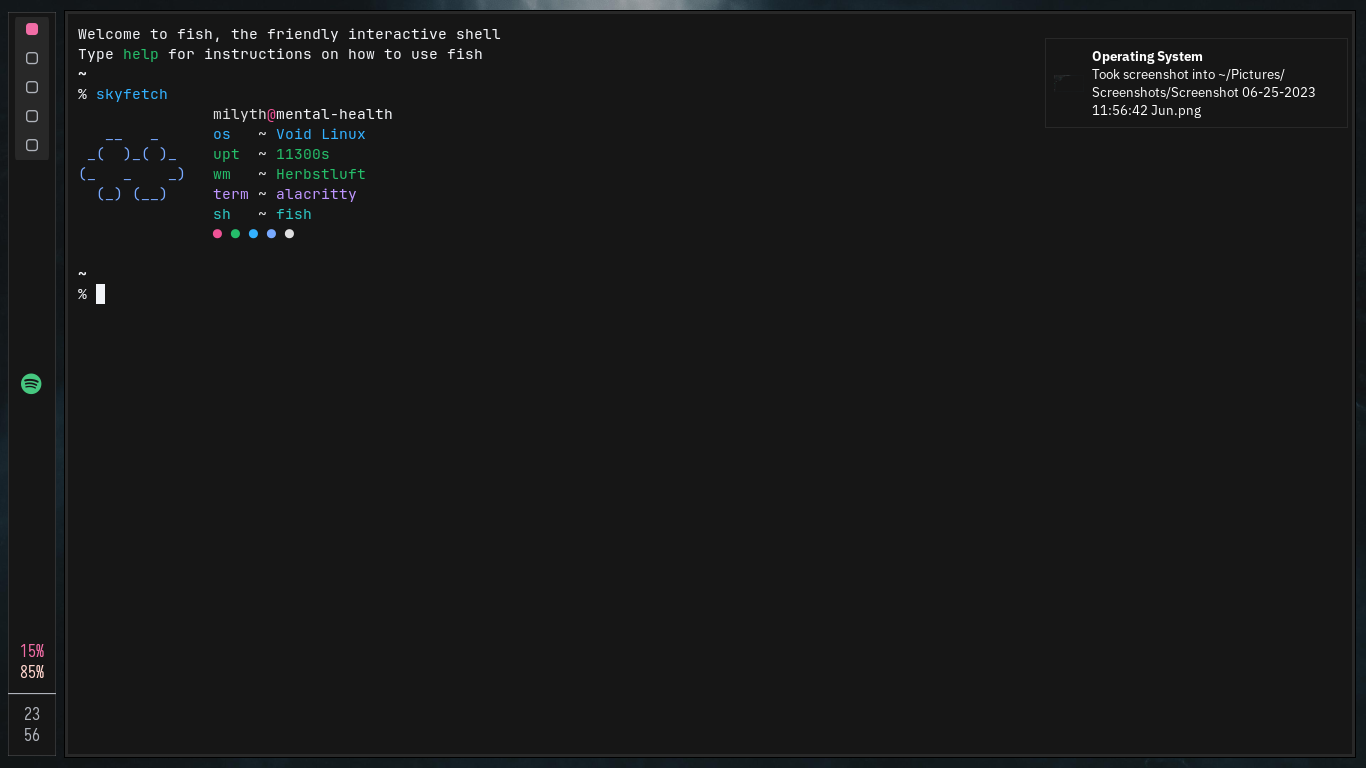 Welcome to fish, the friendly interactive shell
Type help for instructions on how to use fish
~
% skyfetch
milyth@mental-health
os ~ Void Linux
upt ~ 11300s
wm ~ Herbstluft
term ~ alacritty
sh ~ fish
~
%
Operating System
Took screenshot into ~/Pictures/
Screenshots/Screenshot 06-25-2023
11:56:42 Jun.png
15%
85%
23
56